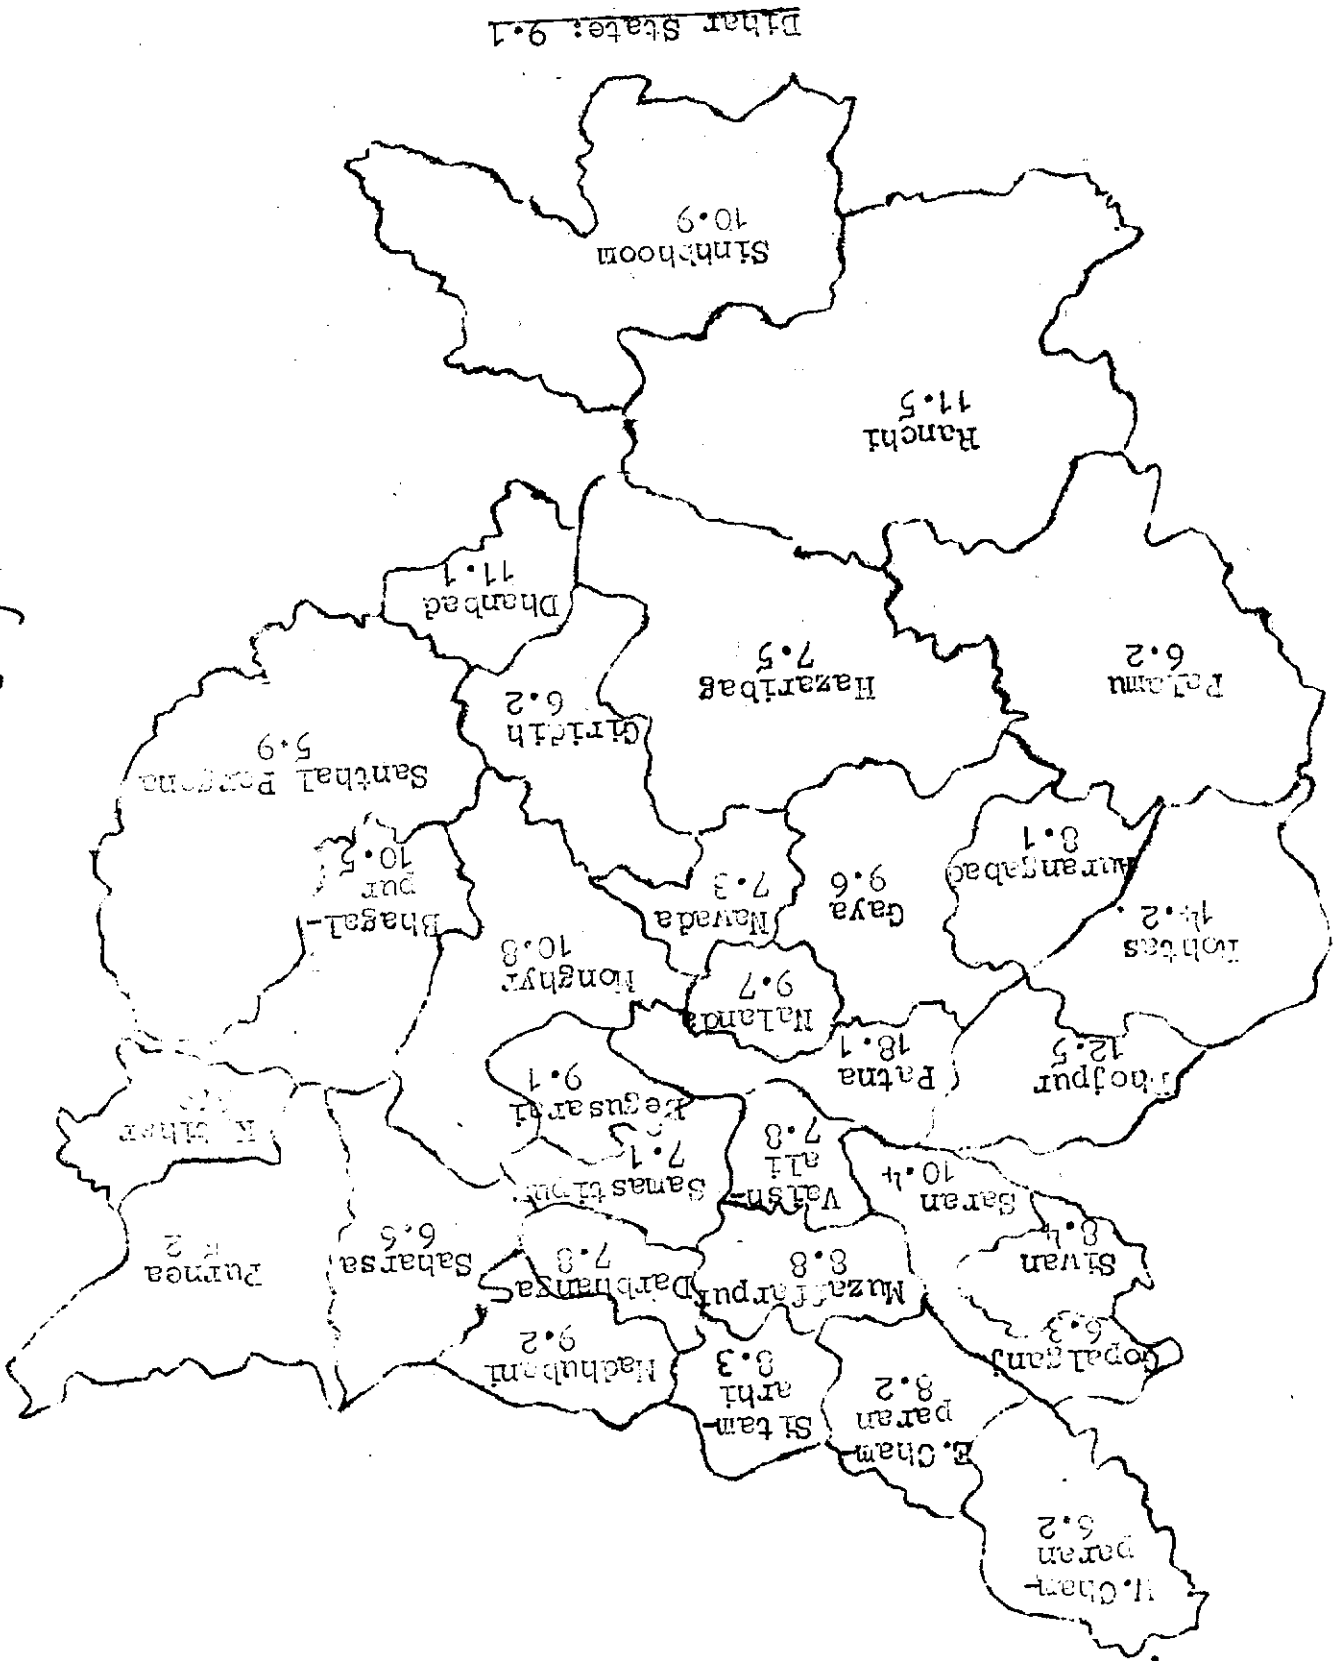 W.Cham-
paran
E.Cham
paran
8.2
Gopalganj
6.3
Sitam-
arhi
8.3
Madhubani
9.2
Siwan
8.4
Muzaffarpur
8.8
Darbhanga
7.8
Saharsa
Purnea
Saran
10.4
Vaish-
ali
7.8
Samastipur
7.1
Begusarai
9.1
Katihar
Bhojpur
12.5
Patna
18.1
Nalanda
9.7
Monghyr
10.8
Bhagal-
pur
10.5
Rohtas
14.2
Aurangabad
8.1
Gaya
9.6
Nawada
7.3
Santhal Pargana
5.9
Palamu
6.2
Hazaribag
7.5
Giridih
6.2
Dhanbad
11.1
Ranchi
11.5
Sinhbhoom
10.9
Bihar State: 9.1